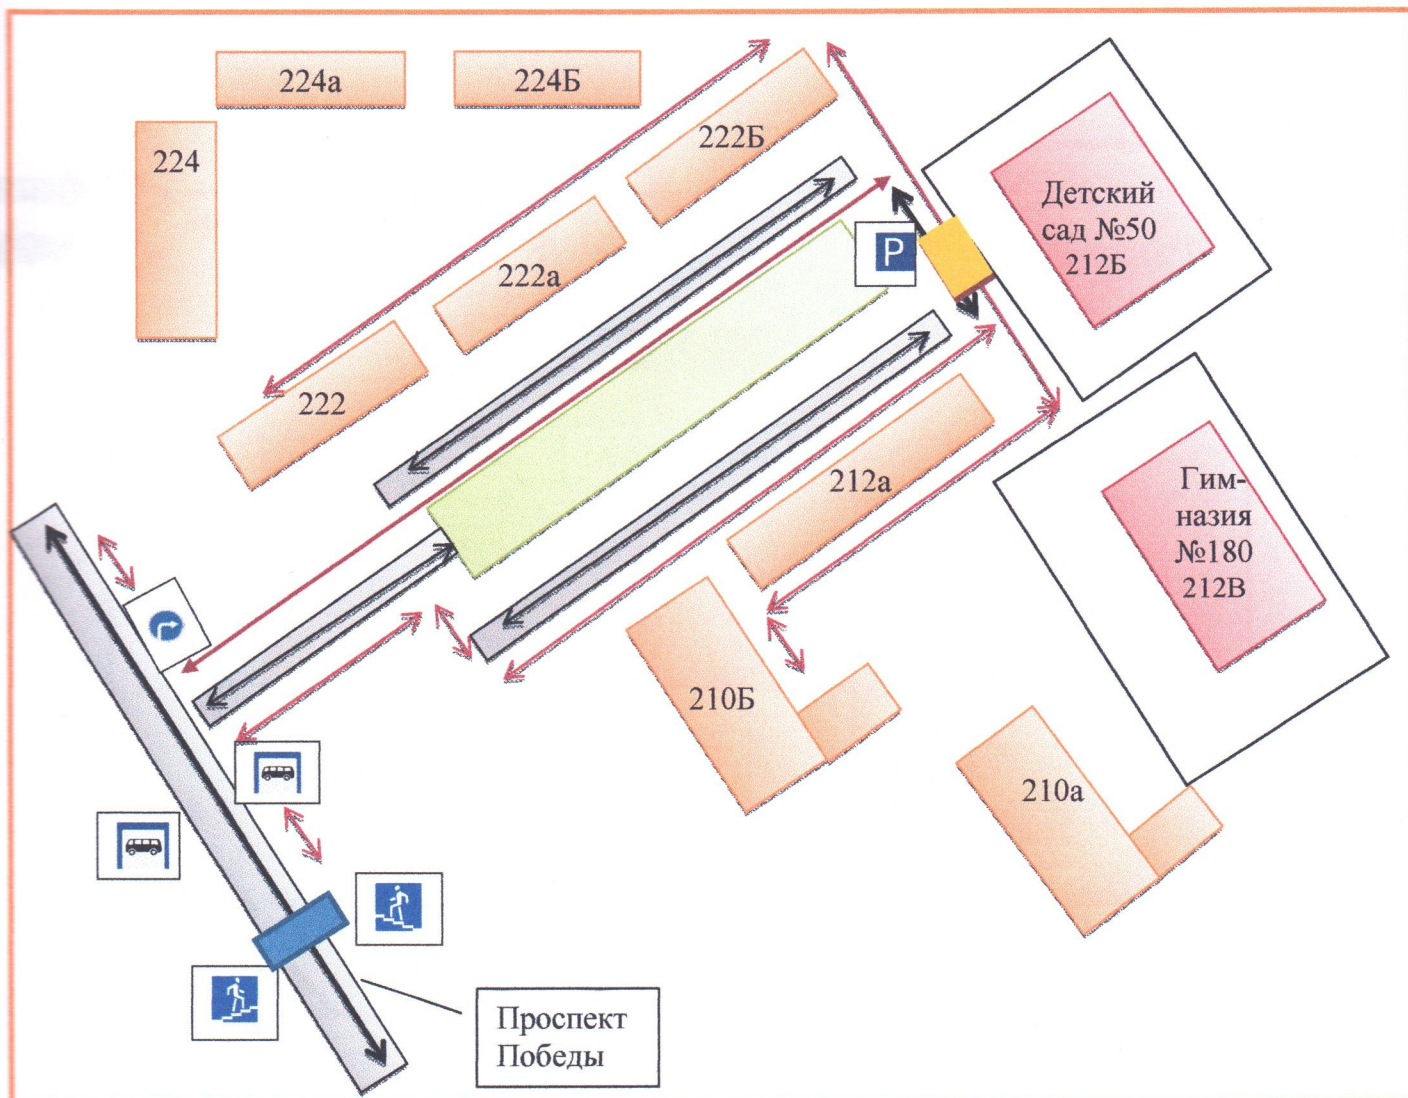 224а
224Б
224
222Б
222а
222
Р
Детский
сад №50
212Б
212а
Гим-
назия
№180
212В
210Б
210а
Проспект
Победы